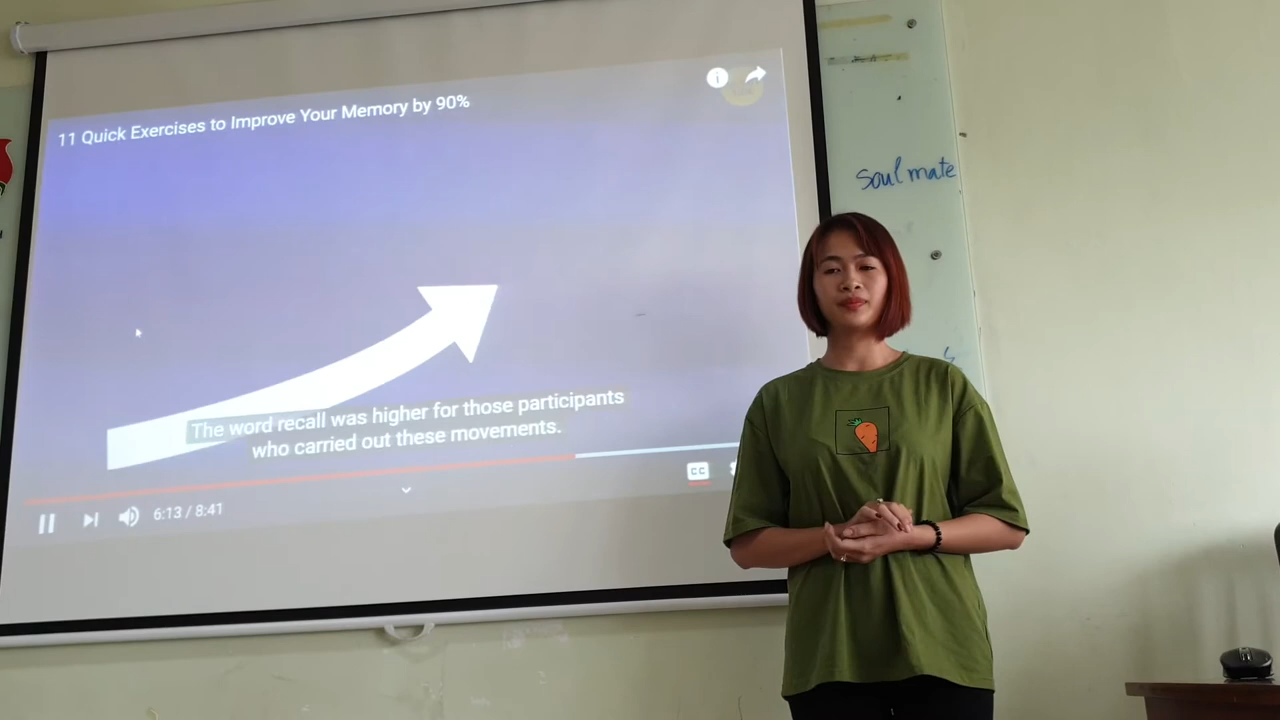 11 Quick Exercises to Improve Your Memory by 90%
The word recall was higher for those participants
who carried out these movements.
CC
6:13 / 8:41
Soul mate